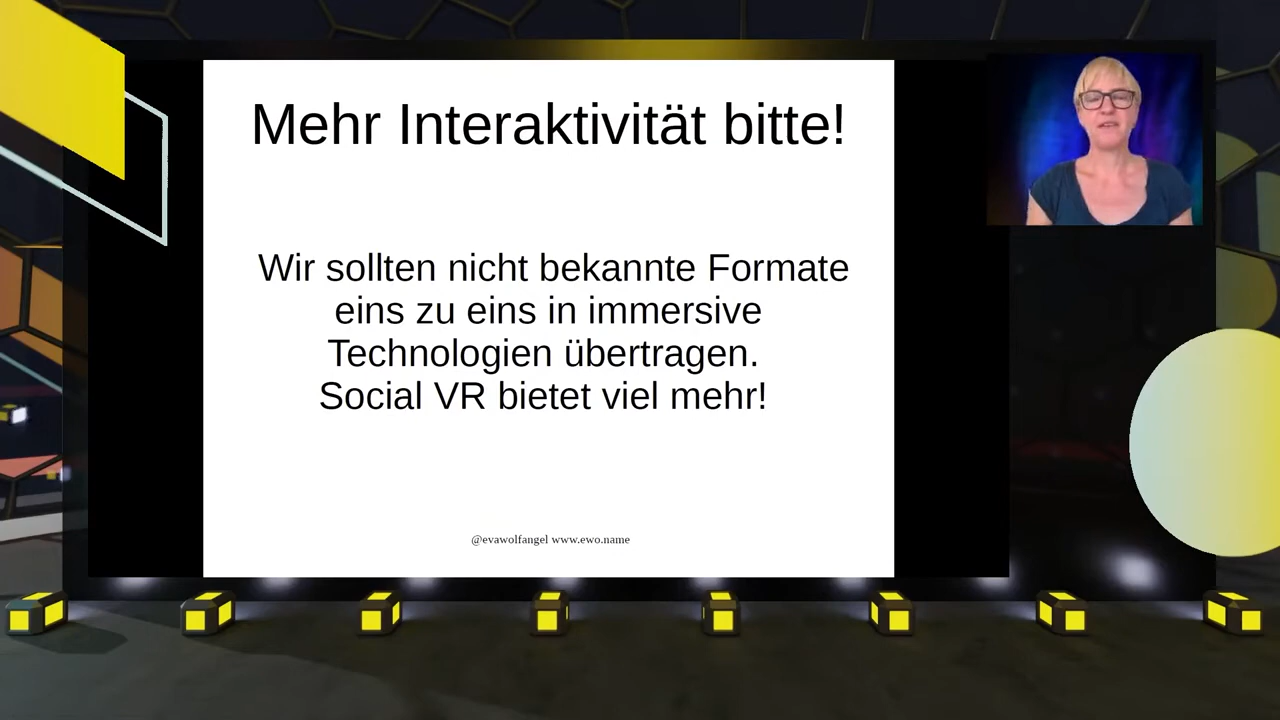 Mehr Interaktivität bitte!
Wir sollten nicht bekannte Formate
eins zu eins in immersive
Technologien übertragen.
Social VR bietet viel mehr!
@evawolfangel www.ewo.name